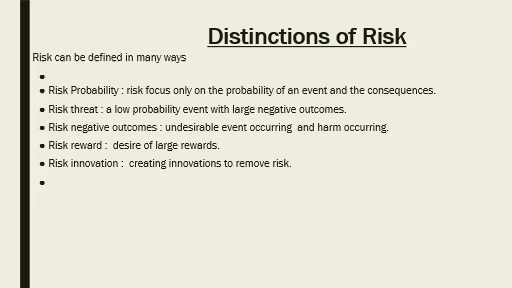 Distinctions of Risk
Risk can be defined in many ways
•
• Risk Probability : risk focus only on the probability of an event and the consequences.
• Risk threat : a low probability event with large negative outcomes.
• Risk negative outcomes : undesirable event occurring  and harm occurring.
• Risk reward :  desire of large rewards.
• Risk innovation :  creating innovations to remove risk.
•